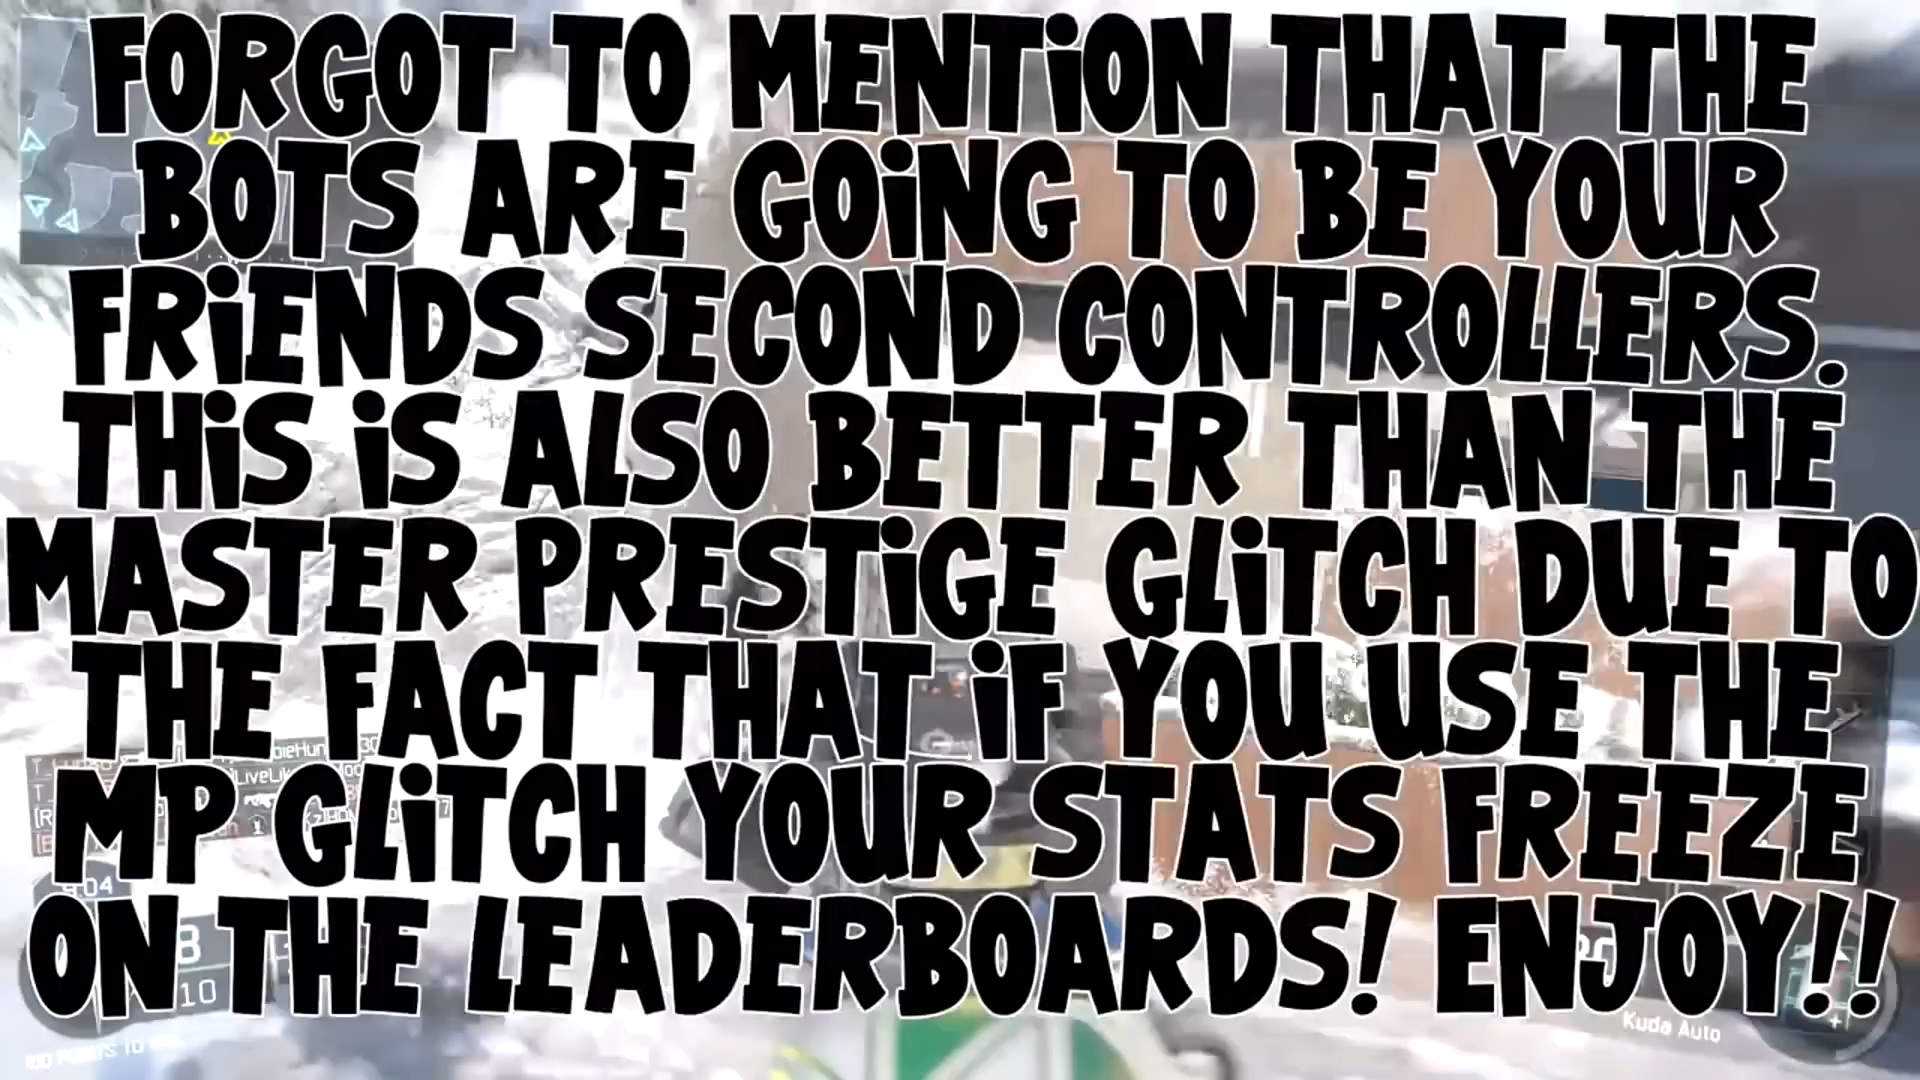 FORGOT TO MENTiON THAT THE
BOTS ARE GOiNG TO BE YOUR
FRiENDS SECOND CONTROLLERS.
THiS iS ALSO BETTER THAN THE
MASTER PRESTiGE GLiTCH DUE TO
THE FACT THAT iF YOU USE THE
MP GLiTCH YOUR STATS FREEZE
ON THE LEADERBOARDS! ENJOY!!
10
Kuda Auto